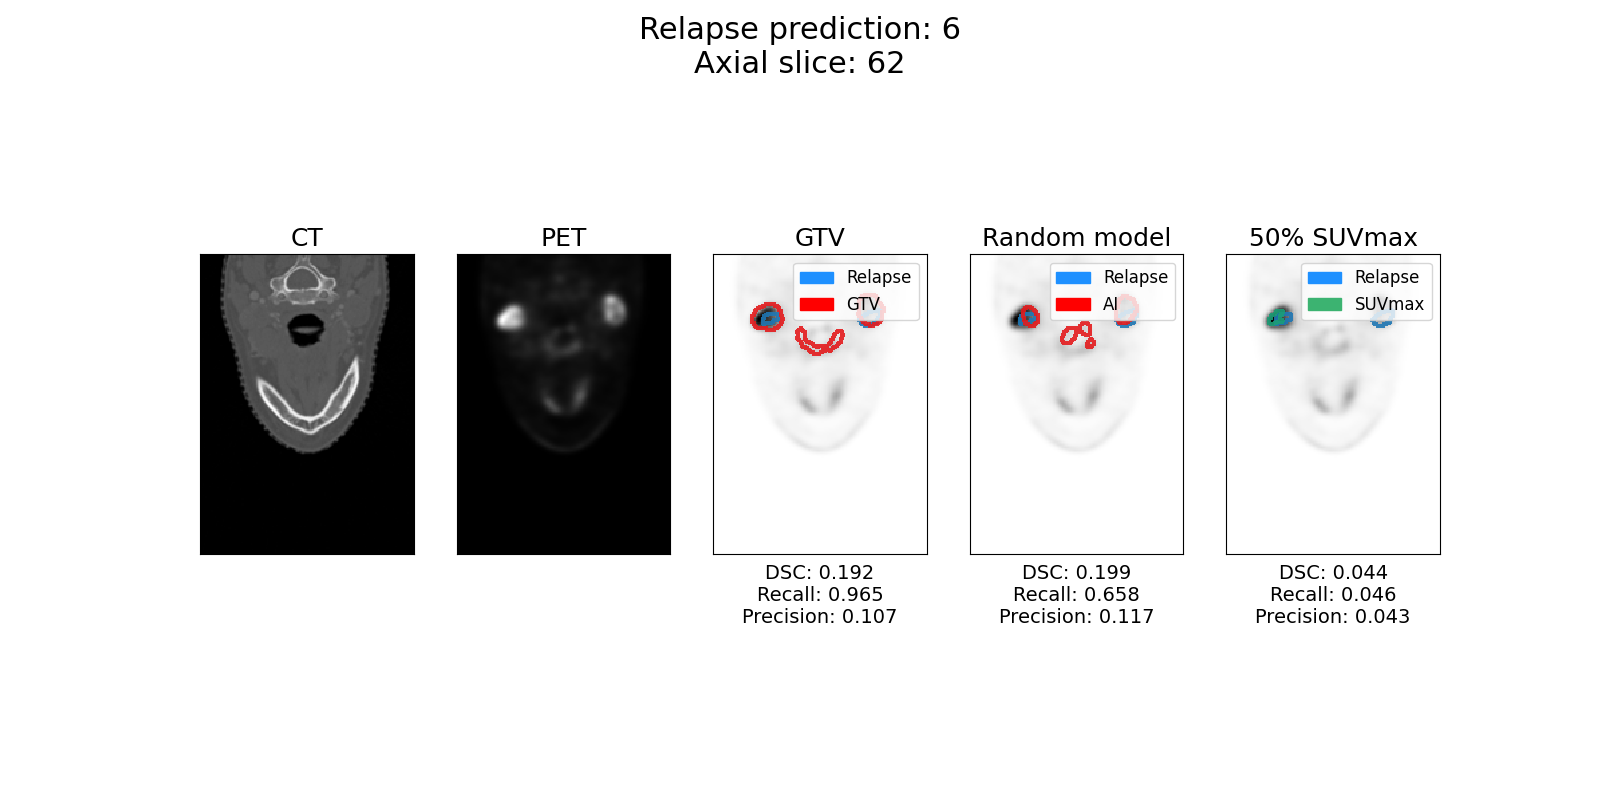 Relapse prediction: 6
Axial slice: 62
CT
PET
GTV
Random model
50% SUVmax
Relapse
GTV
Relapse
AI
Relapse
SUVmax
DSC: 0.192
Recall: 0.965
Precision: 0.107
DSC: 0.199
Recall: 0.658
Precision: 0.117
DSC: 0.044
Recall: 0.046
Precision: 0.043